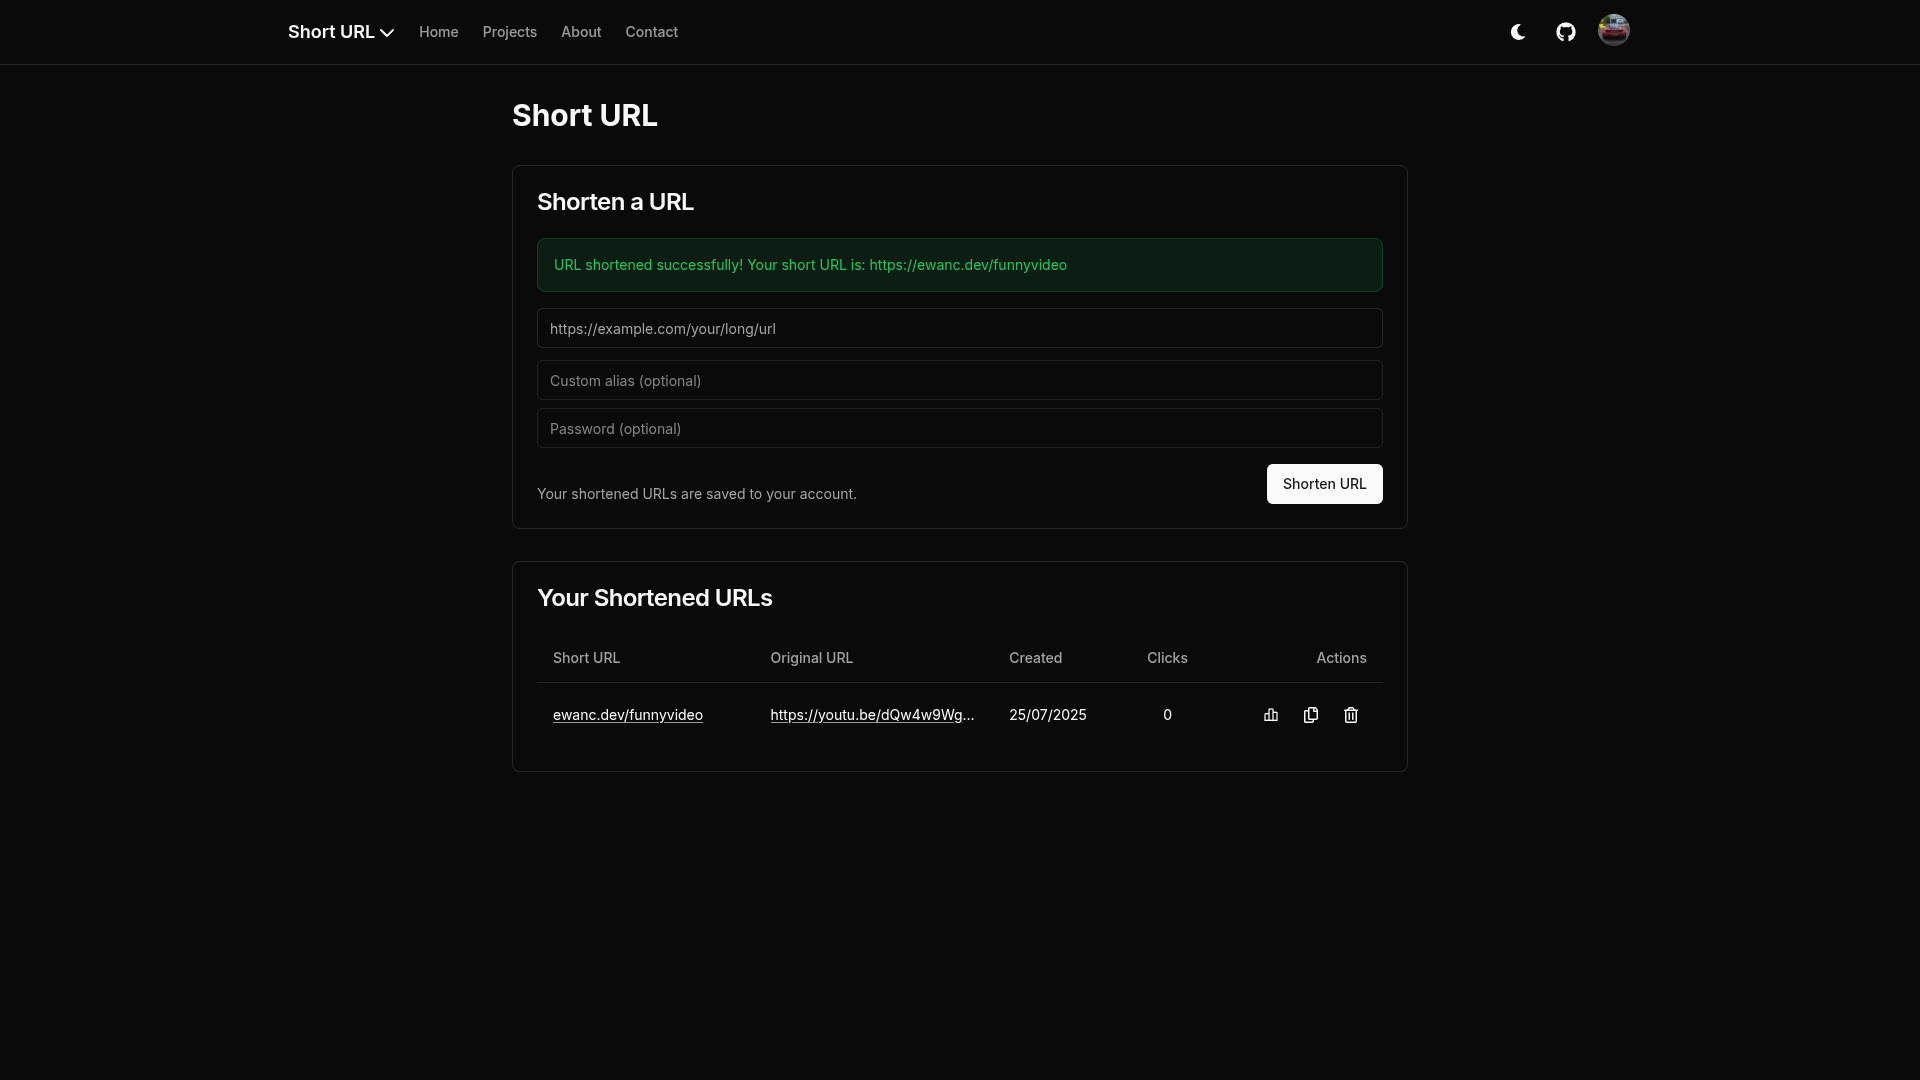 Short URL Home Projects About Contact
Short URL
Shorten a URL
URL shortened successfully! Your short URL is: https://ewanc.dev/funnyvideo
https://example.com/your/long/url
Custom alias (optional)
Password (optional)
Your shortened URLs are saved to your account.
Shorten URL
Your Shortened URLs
Short URL Original URL Created Clicks Actions
ewanc.dev/funnyvideo https://youtu.be/dQw4w9Wg... 25/07/2025 0